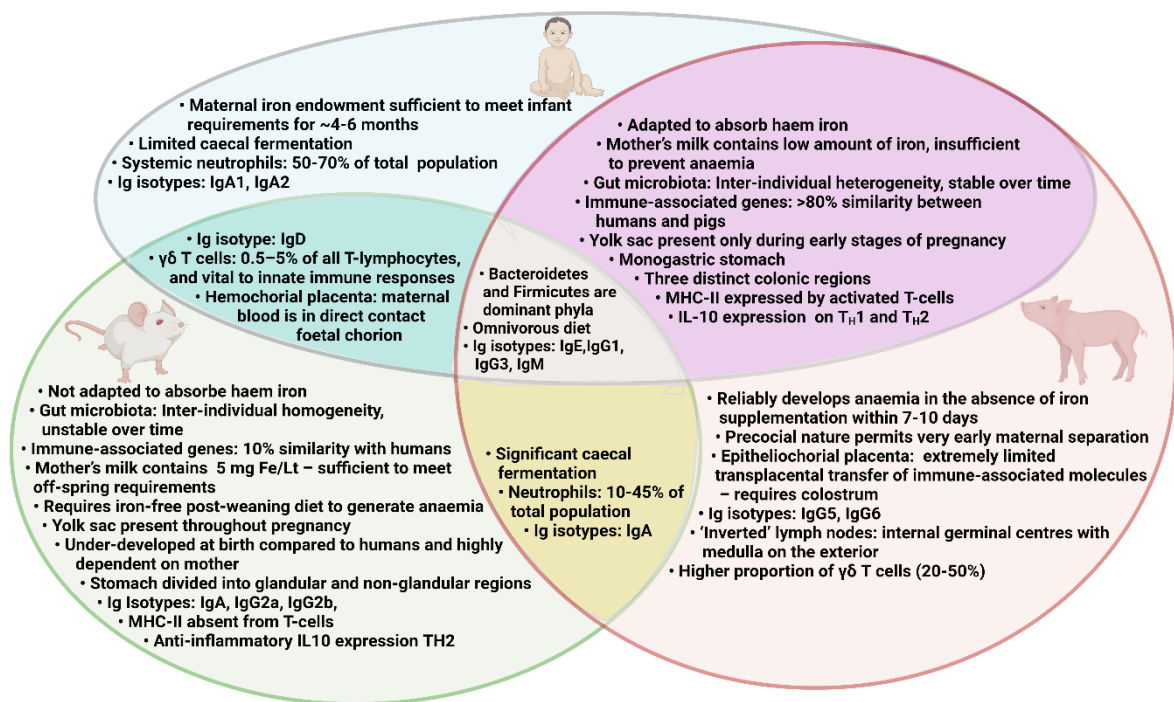 • Maternal iron endowment sufficient to meet infant
requirements for ~4-6 months
• Limited caecal fermentation
• Systemic neutrophils: 50-70% of total population
• Ig isotypes: IgA1, IgA2
• Adapted to absorb haem iron
• Mother's milk contains low amount of iron, insufficient
to prevent anaemia
• Gut microbiota: Inter-individual heterogeneity, stable over time
• Immune-associated genes: >80% similarity between
humans and pigs
• Yolk sac present only during early stages of pregnancy
• Monogastric stomach
• Three distinct colonic regions
• MHC-II expressed by activated T-cells
• IL-10 expression on TH1 and TH2
• Ig isotype: IgD
• γδ T cells: 0.5–5% of all T-lymphocytes,
and vital to innate immune responses
• Hemochorial placenta: maternal
blood is in direct contact
foetal chorion
• Bacteroidetes
and Firmicutes are
dominant phyla
• Omnivorous diet
• Ig isotypes: IgE,IgG1,
IgG3, IgM
• Not adapted to absorbe haem iron
• Gut microbiota: Inter-individual homogeneity,
unstable over time
• Immune-associated genes: 10% similarity with humans
• Mother's milk contains 5 mg Fe/Lt – sufficient to meet
off-spring requirements
• Requires iron-free post-weaning diet to generate anaemia
• Yolk sac present throughout pregnancy
• Under-developed at birth compared to humans and highly
dependent on mother
• Stomach divided into glandular and non-glandular regions
• Ig Isotypes: IgA, IgG2a, IgG2b,
• MHC-II absent from T-cells
• Anti-inflammatory IL10 expression TH2
• Significant caecal
fermentation
• Neutrophils: 10-45% of
total population
• Ig isotypes: IgA
• Reliably develops anaemia in the absence of iron
supplementation within 7-10 days
• Precocial nature permits very early maternal separation
• Epitheliochorial placenta: extremely limited
transplacental transfer of immune-associated molecules
– requires colostrum
• Ig isotypes: IgG5, IgG6
• 'Inverted' lymph nodes: internal germinal centres with
medulla on the exterior
• Higher proportion of γδ T cells (20-50%)